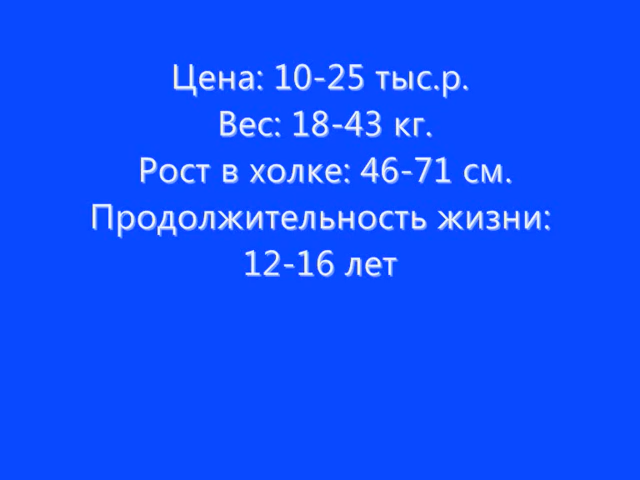 Цена: 10-25 тыс.р.
Вес: 18-43 кг.
Рост в холке: 46-71 см.
Продолжительность жизни:
12-16 лет